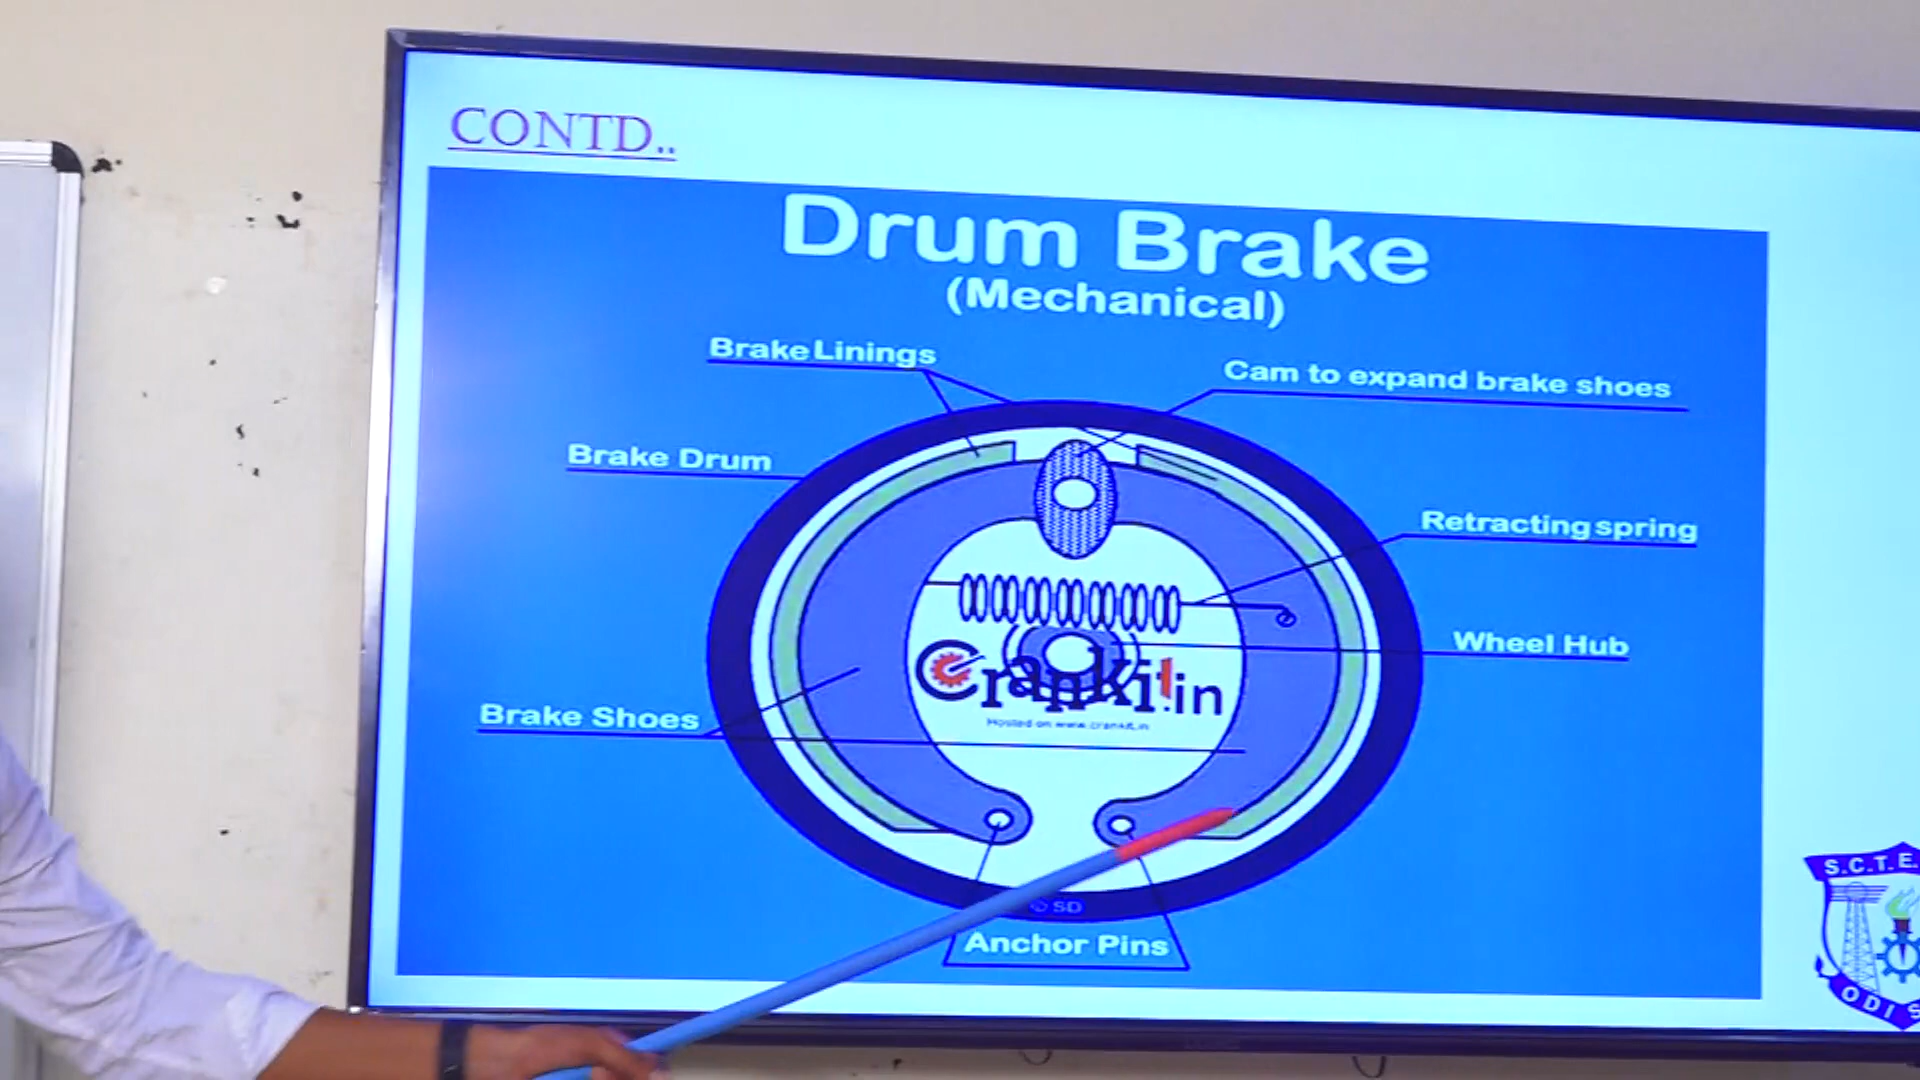 CONTD..
Drum Brake
(Mechanical)
Brake Linings
Cam to expand brake shoes
Brake Drum
Retracting spring
Wheel Hub
Crankit.in
Hosted on www.crankit.in
Brake Shoes
SD
Anchor Pins
S.C.T.E.
ODIS